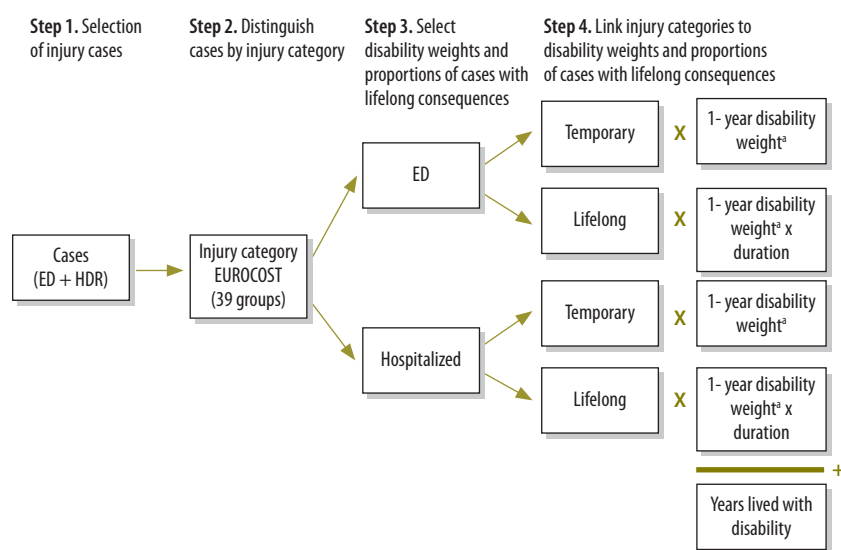 Step 1. Selection
of injury cases
Step 2. Distinguish
cases by injury category
Step 3. Select
disability weights and
proportions of cases with
lifelong consequences
Step 4. Link injury categories to
disability weights and proportions
of cases with lifelong consequences
Cases
(ED + HDR)
Injury category
EUROCOST
(39 groups)
ED
Hospitalized
Temporary
X
1- year disability
weightᵃ
Lifelong
X
1-year disability
weightᵃ x
duration
Temporary
X
1- year disability
weightᵃ
Lifelong
X
1-year disability
weightᵃ x
duration
+
Years lived with
disability